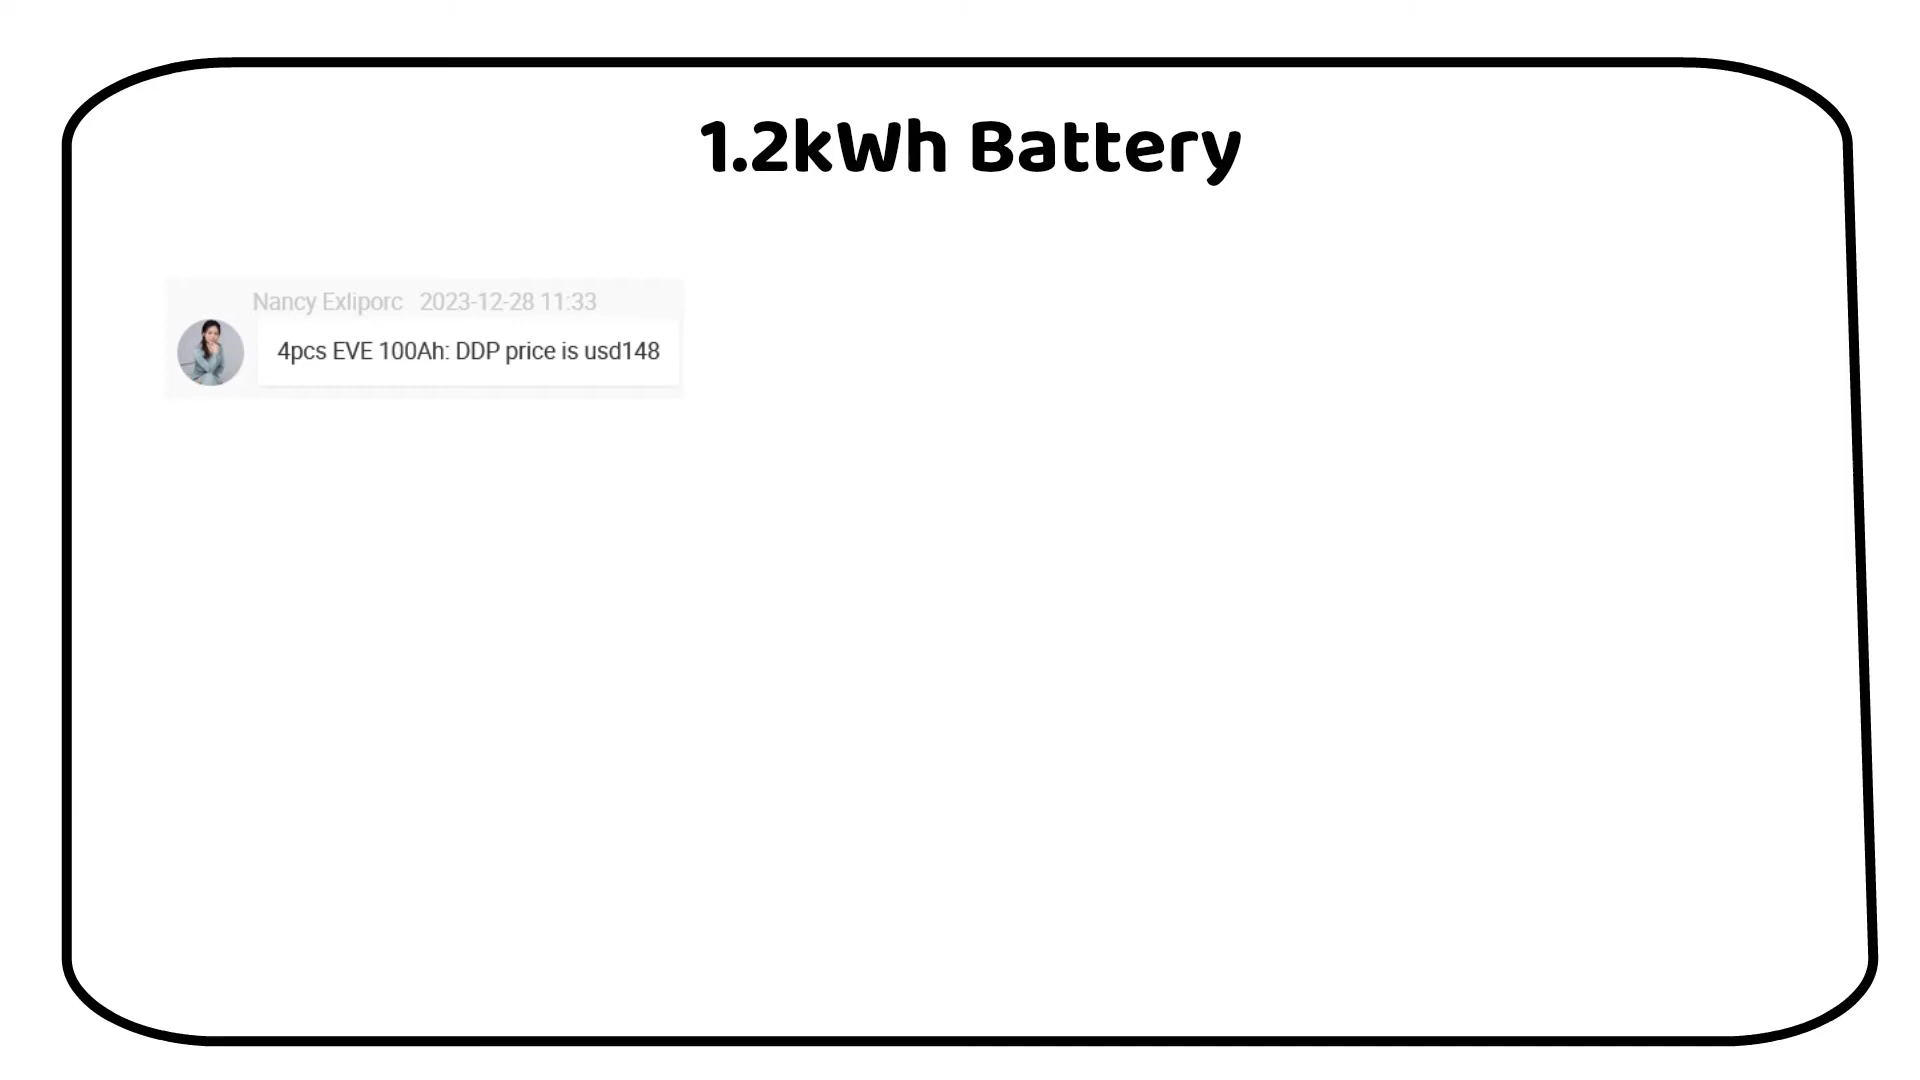 1.2kWh Battery
Nancy Exliporc 2023-12-28 11:33
4pcs EVE 100Ah: DDP price is usd148